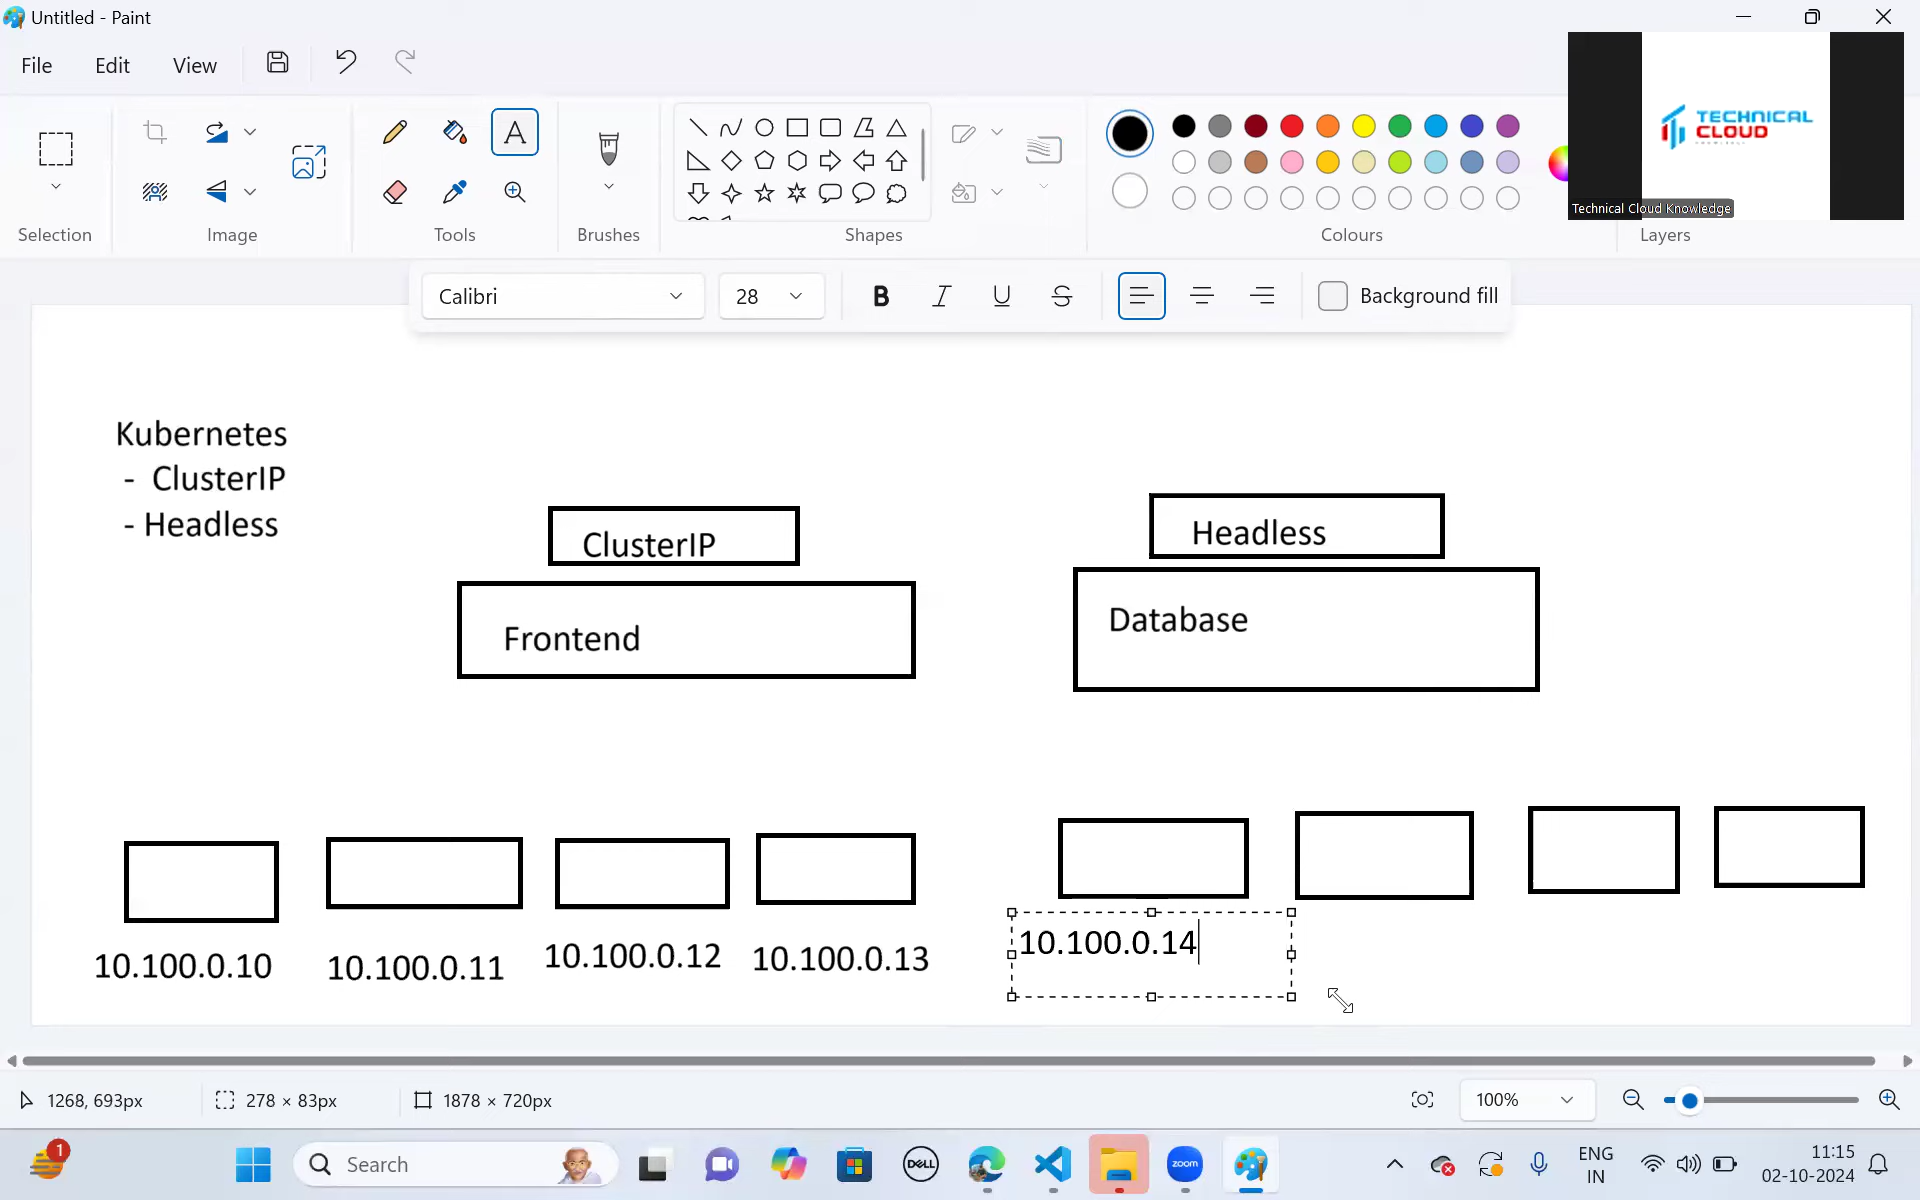 Untitled - Paint
File
Edit
View
Selection
Image
Tools
Brushes
Shapes
Colours
Layers
TECHNICAL
CLOUD
Technical Cloud Knowledge
Calibri
28
B
Background fill
Kubernetes
- ClusterIP
- Headless
ClusterIP
Frontend
Headless
Database
10.100.0.10
10.100.0.11
10.100.0.12
10.100.0.13
10.100.0.14
1268, 693px
278 × 83px
1878 × 720px
100%
1
Search
DELL
zoom
ENG
IN
11:15
02-10-2024